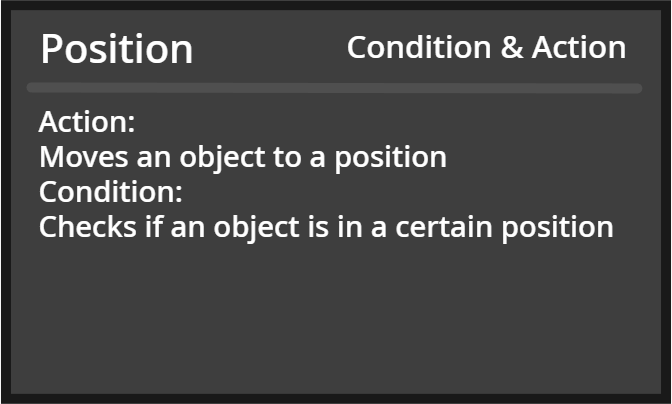 Position
Condition & Action
Action:
Moves an object to a position
Condition:
Checks if an object is in a certain position